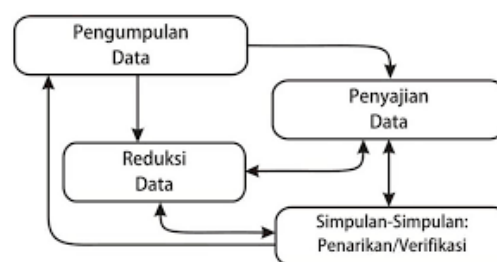 Pengumpulan
Data
Penyajian
Data
Reduksi
Data
Simpulan-Simpulan:
Penarikan/Verifikasi